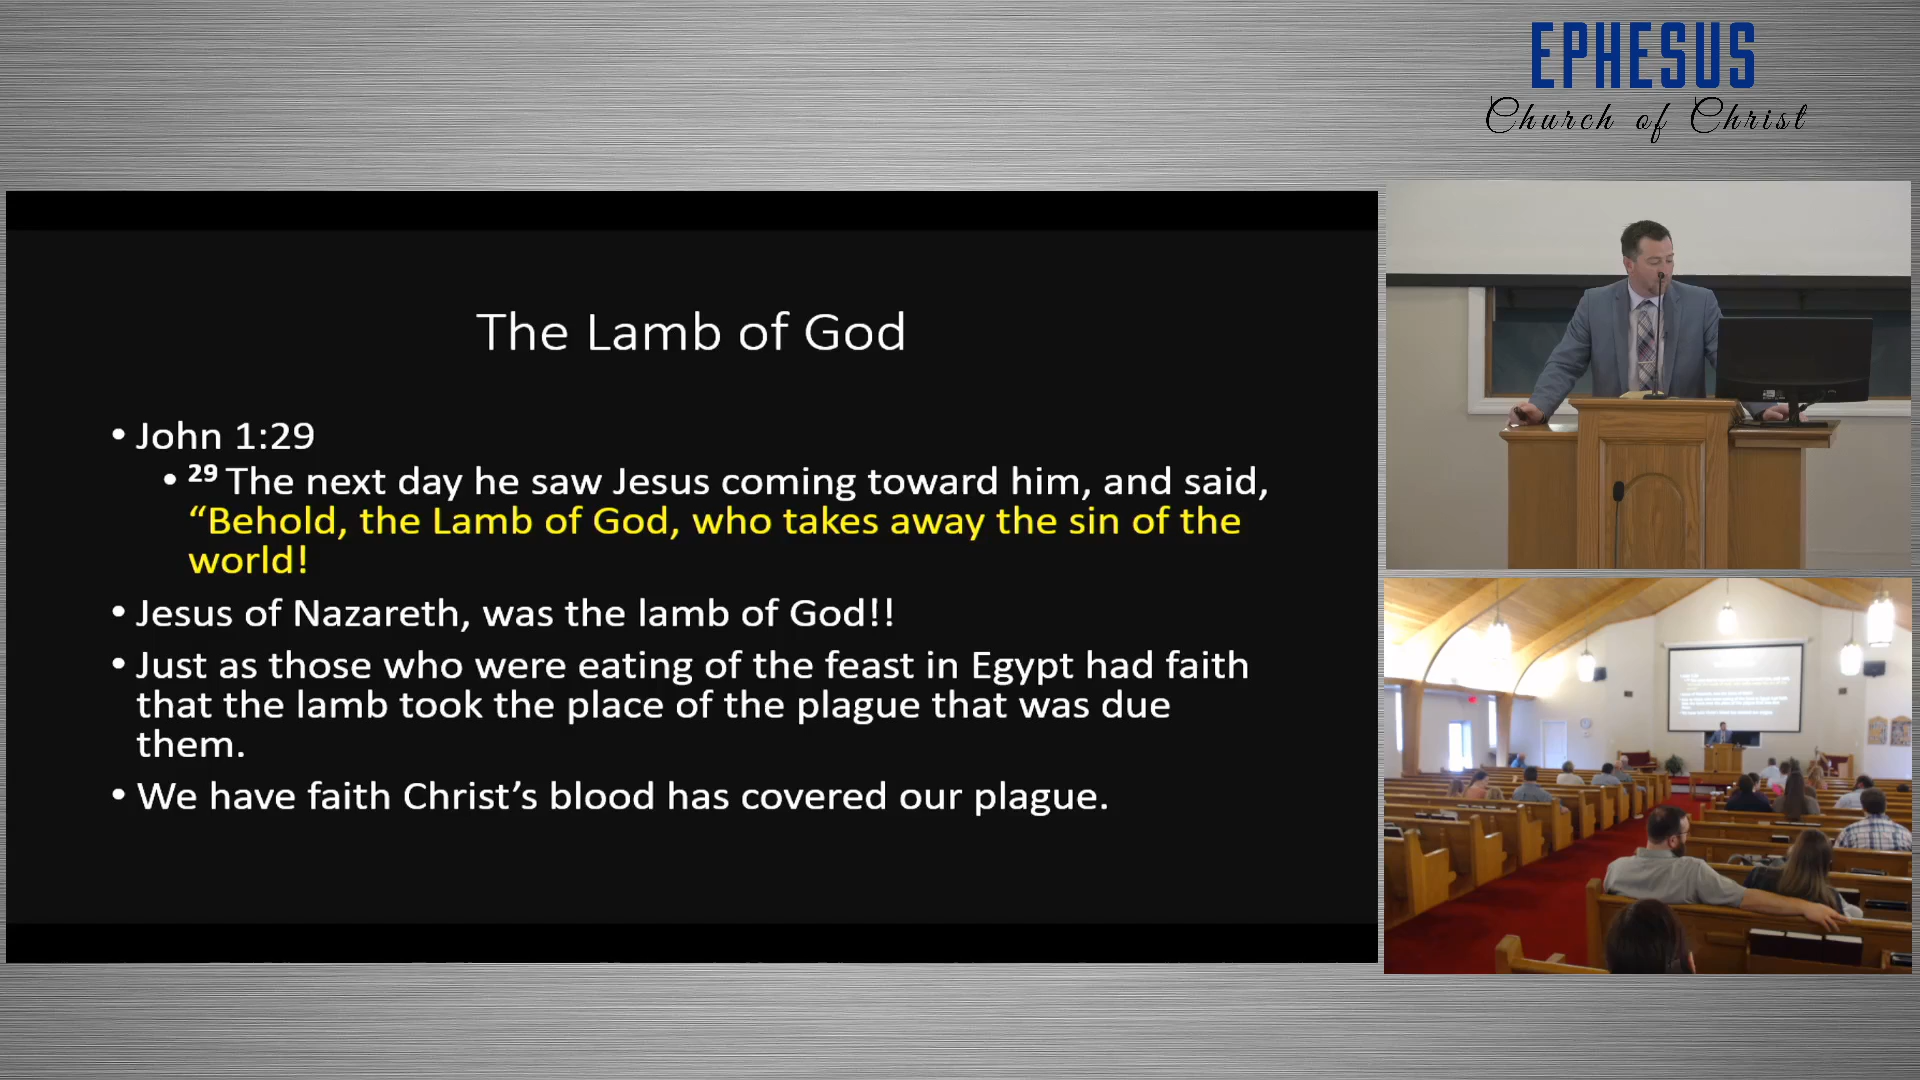 EPHESUS
Church of Christ
The Lamb of God
• John 1:29
• 29 The next day he saw Jesus coming toward him, and said,
“Behold, the Lamb of God, who takes away the sin of the
world!
• Jesus of Nazareth, was the lamb of God!!
• Just as those who were eating of the feast in Egypt had faith
that the lamb took the place of the plague that was due
them.
• We have faith Christ’s blood has covered our plague.